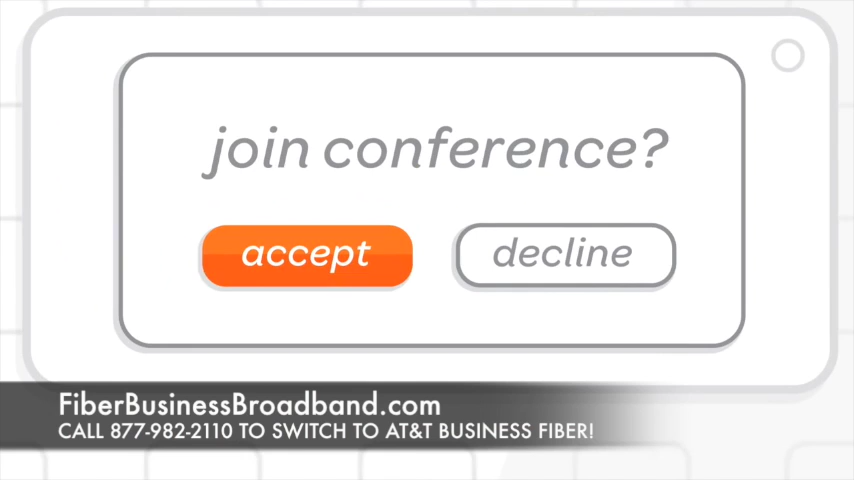 join conference?
accept
decline
FiberBusinessBroadband.com
CALL 877-982-2110 TO SWITCH TO AT&T BUSINESS FIBER!